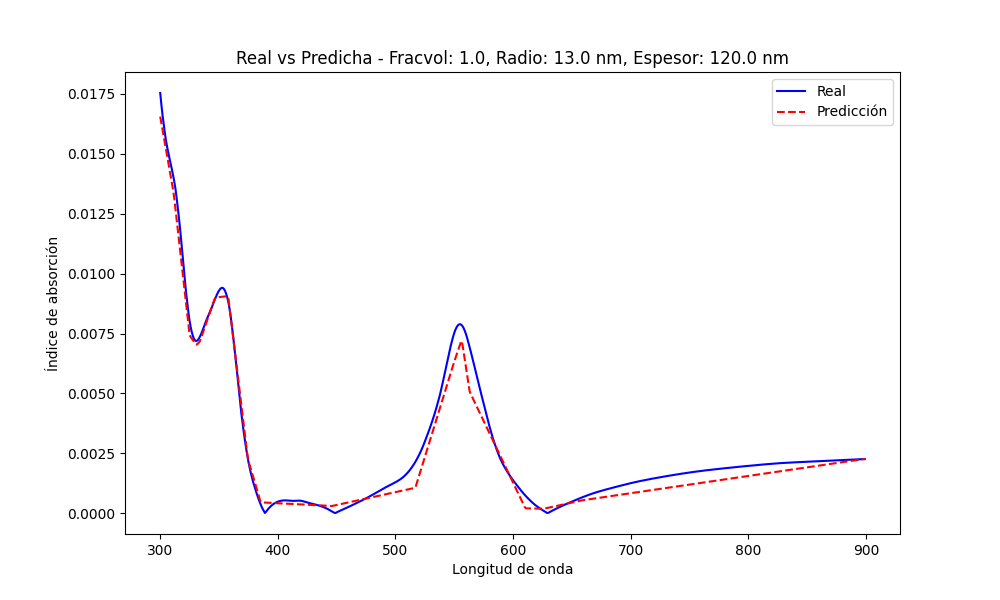 Real vs Predicha - Fracvol: 1.0, Radio: 13.0 nm, Espesor: 120.0 nm
Real
Predicción
Índice de absorción
0.0175
0.0150
0.0125
0.0100
0.0075
0.0050
0.0025
0.0000
300 400 500 600 700 800 900
Longitud de onda